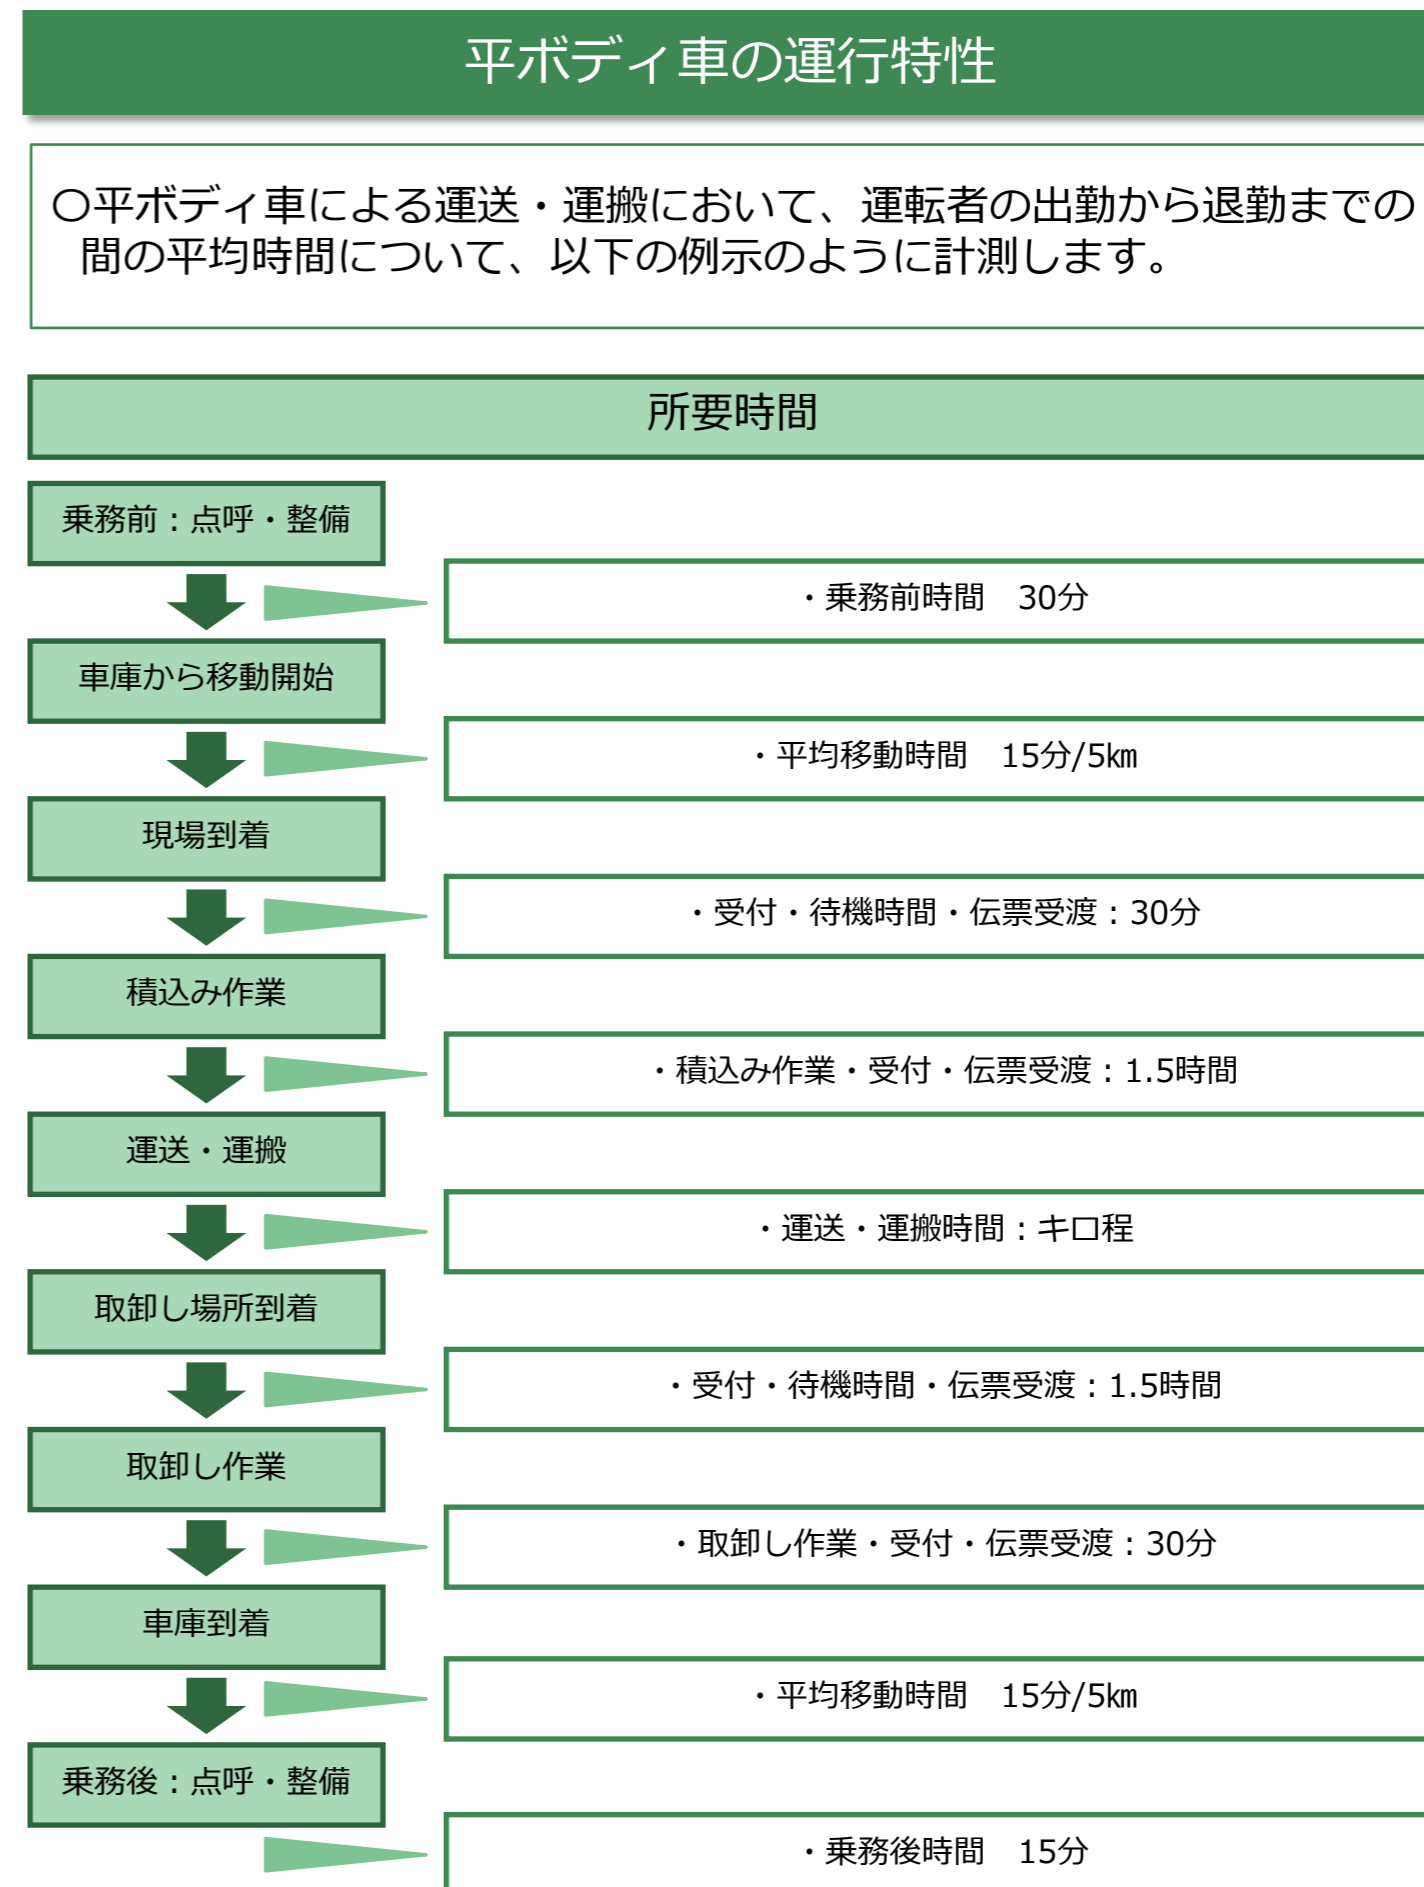 平ボディ車の運行特性
〇平ボディ車による運送・運搬において、運転者の出勤から退勤までの
間の平均時間について、以下の例示のように計測します。
所要時間
乗務前：点呼・整備
・乗務前時間　30分
車庫から移動開始
・平均移動時間　15分/5㎞
現場到着
・受付・待機時間・伝票受渡：30分
積込み作業
・積込み作業・受付・伝票受渡：1.5時間
運送・運搬
・運送・運搬時間：キロ程
取卸し場所到着
・受付・待機時間・伝票受渡：1.5時間
取卸し作業
・取卸し作業・受付・伝票受渡：30分
車庫到着
・平均移動時間　15分/5㎞
乗務後：点呼・整備
・乗務後時間　15分